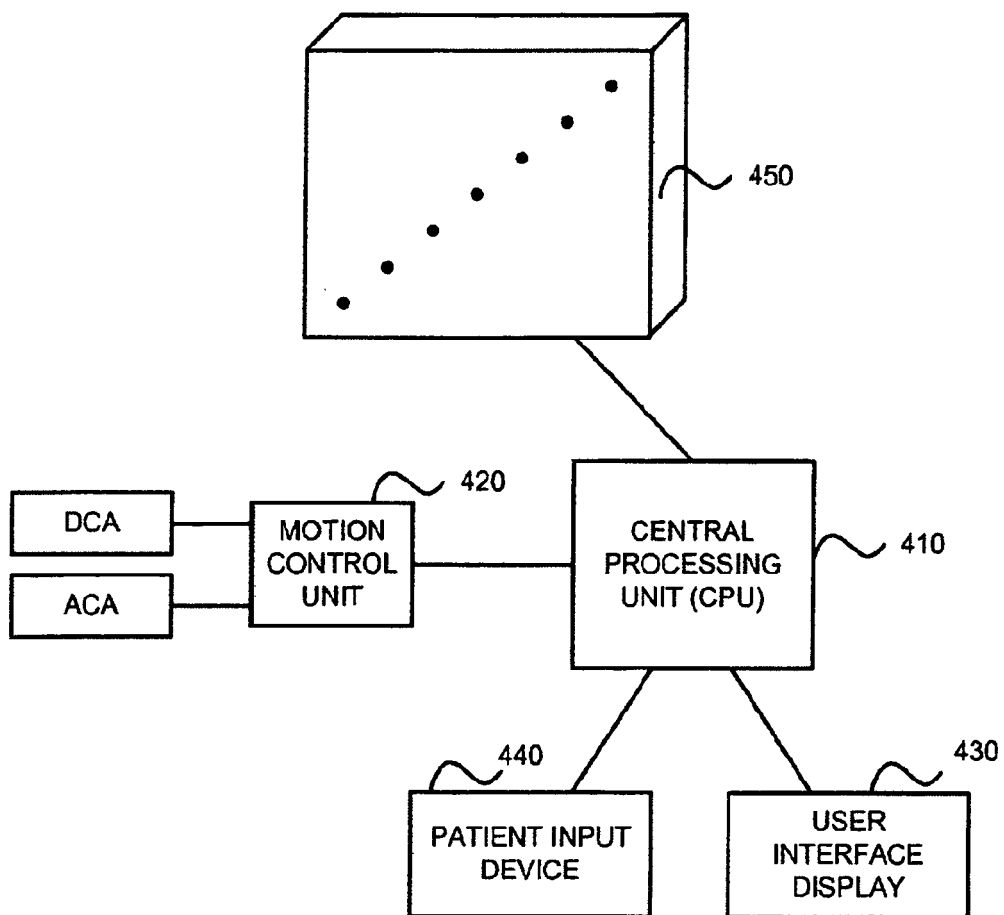 450
420
DCA
ACA
MOTION
CONTROL
UNIT
CENTRAL
PROCESSING
UNIT (CPU)
410
440
430
PATIENT INPUT
DEVICE
USER
INTERFACE
DISPLAY